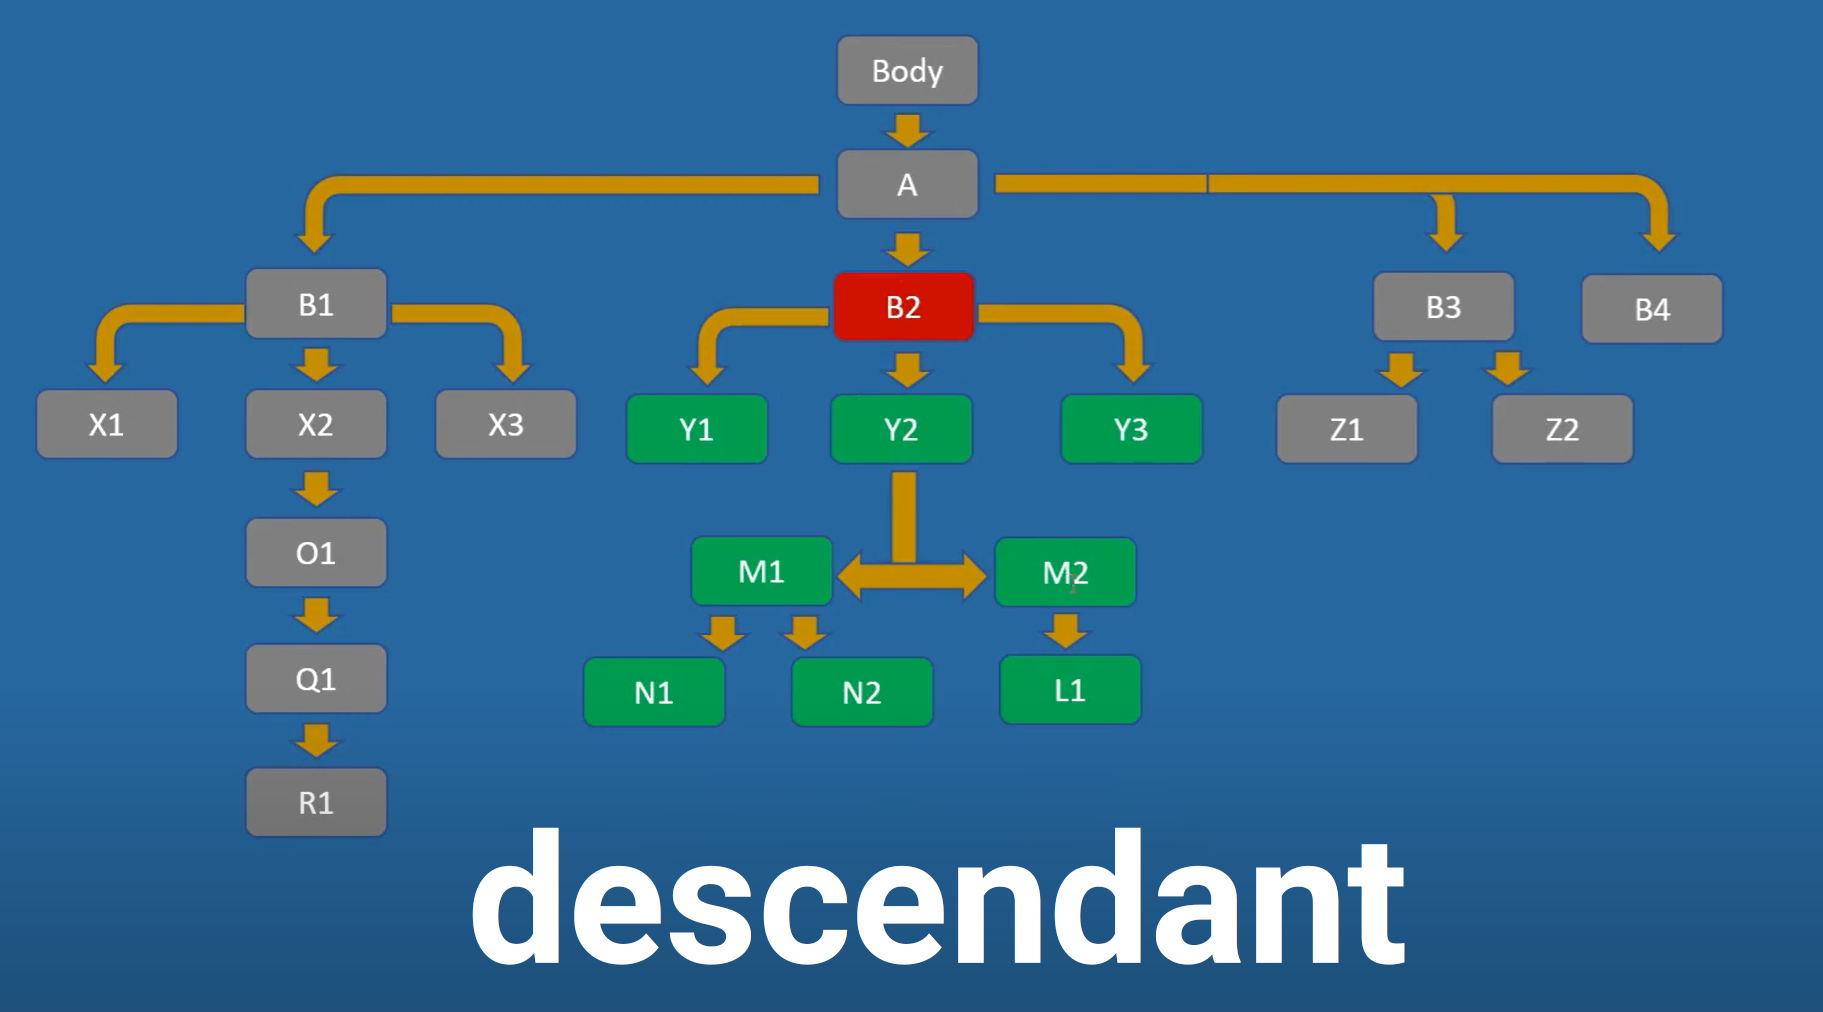 Body
A
B1
B2
B3
B4
X1
X2
X3
Y1
Y2
Y3
Z1
Z2
O1
M1
M2
Q1
N1
N2
L1
R1
descendant